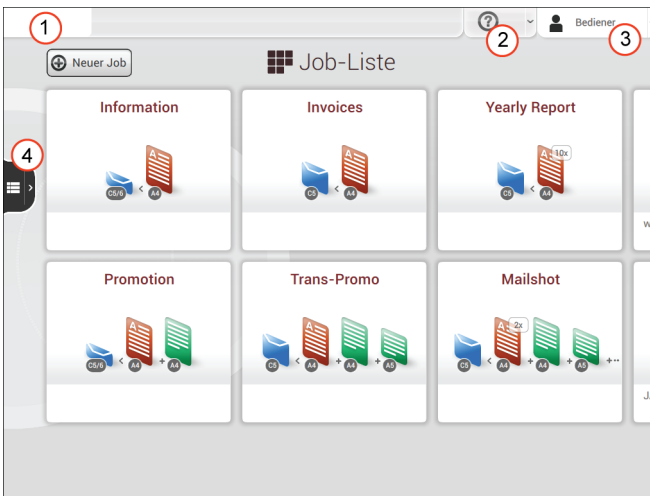 1
2
Bediener
3
Neuer Job
Job-Liste
4
Information
Invoices
Yearly Report
A
C5/6 < A4
A
C5 < A4
A 10x
C5 < A4
Promotion
Trans-Promo
Mailshot
A
C5/6 < A4 + A4
A
C5 < A4 + A4 + A5
A 2x
C5 < A4 + A4 + A5 +··